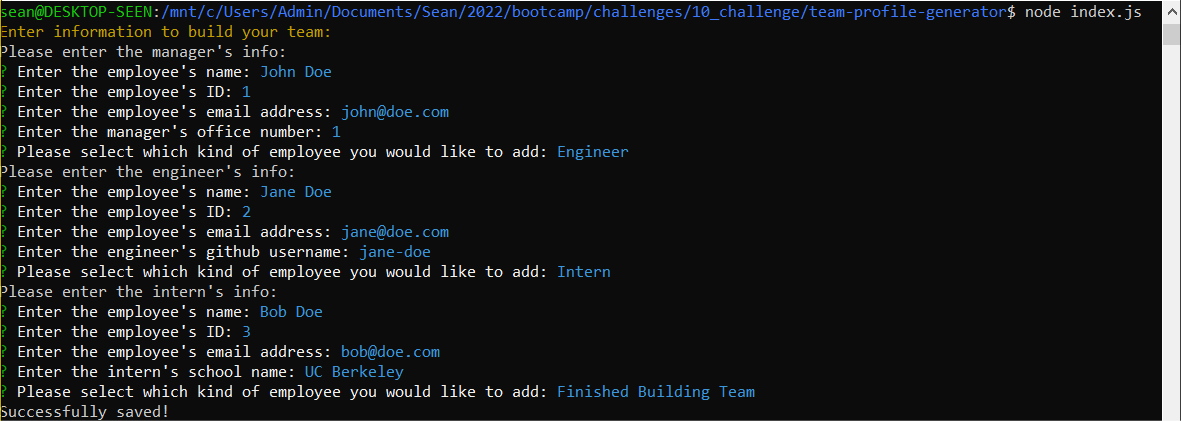 sean@DESKTOP-SEEN:/mnt/c/Users/Admin/Documents/Sean/2022/bootcamp/challenges/10_challenge/team-profile-generator$ node index.js
Enter information to build your team:
Please enter the manager's info:
? Enter the employee's name: John Doe
? Enter the employee's ID: 1
? Enter the employee's email address: john@doe.com
? Enter the manager's office number: 1
? Please select which kind of employee you would like to add: Engineer
Please enter the engineer's info:
? Enter the employee's name: Jane Doe
? Enter the employee's ID: 2
? Enter the employee's email address: jane@doe.com
? Enter the engineer's github username: jane-doe
? Please select which kind of employee you would like to add: Intern
Please enter the intern's info:
? Enter the employee's name: Bob Doe
? Enter the employee's ID: 3
? Enter the employee's email address: bob@doe.com
? Enter the intern's school name: UC Berkeley
? Please select which kind of employee you would like to add: Finished Building Team
Successfully saved!